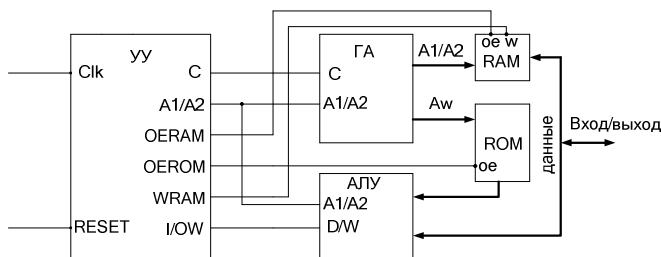 УУ
Clk
C
A1/A2
OERAM
OEROM
WRAM
RESET
I/OW
ГА
C
A1/A2
A1/A2
Aw
oe w
RAM
ROM
oe
АЛУ
A1/A2
D/W
данные
Вход/выход